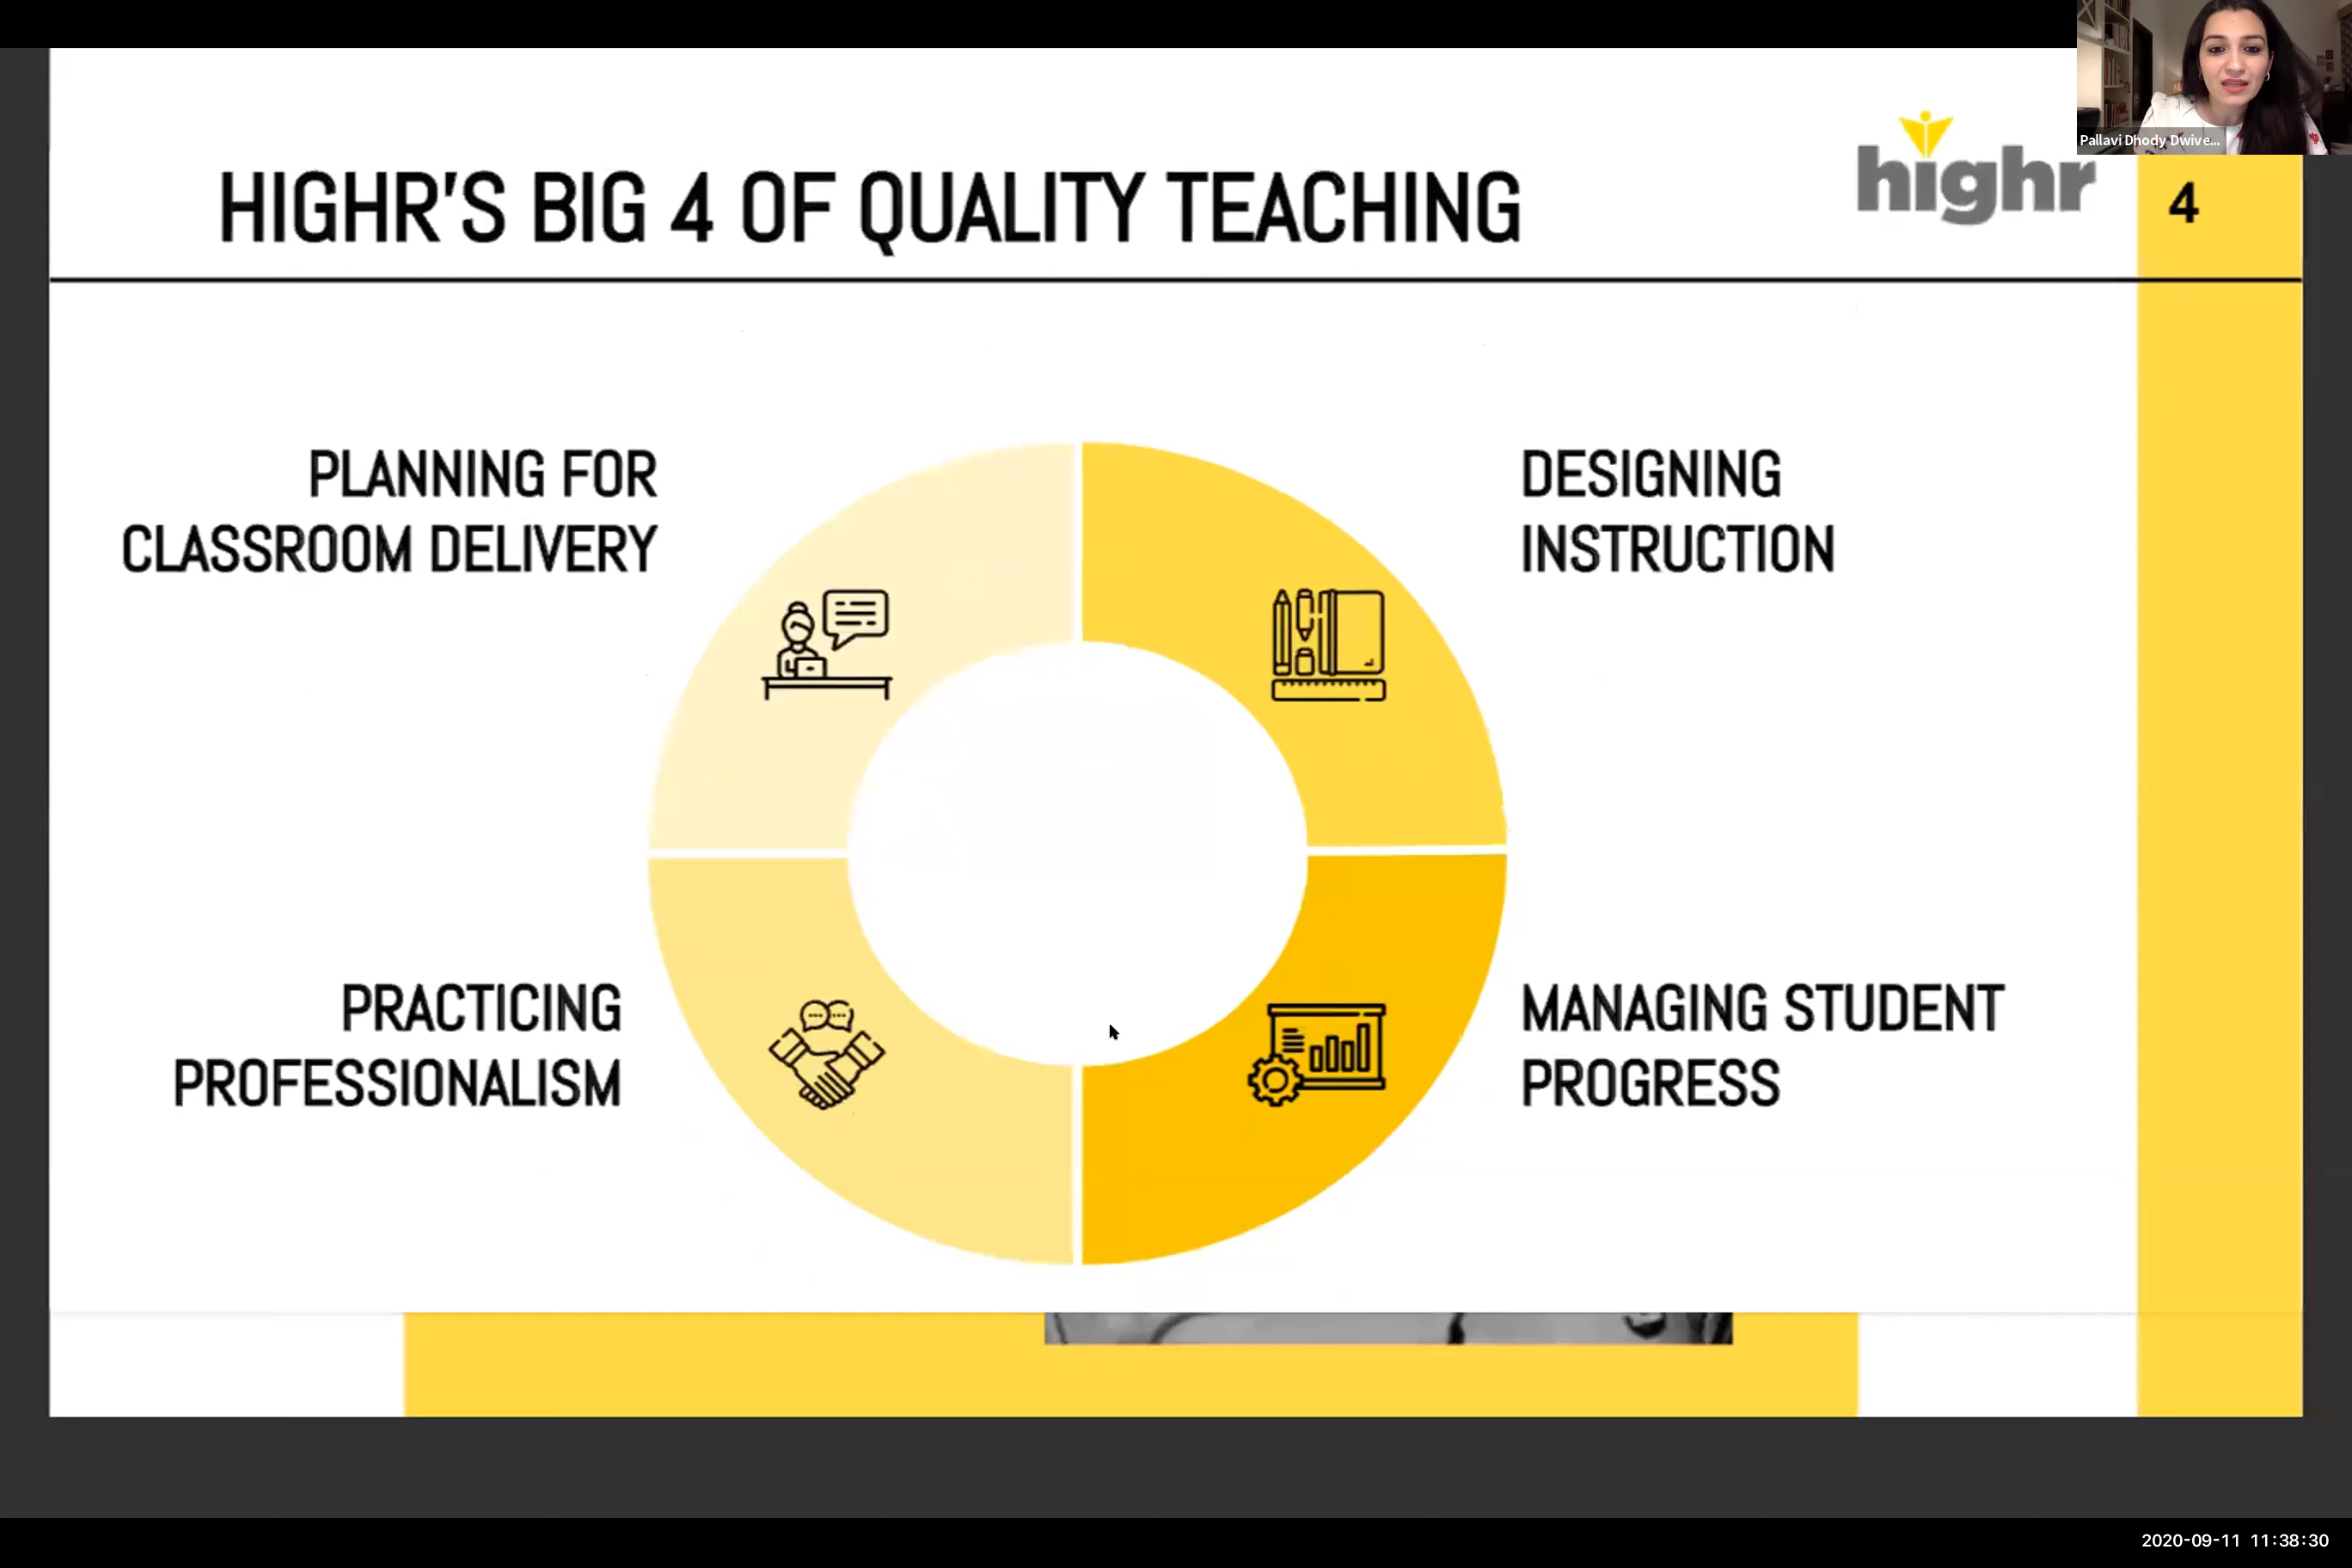 Pallavi Dhody Dwive...
HIGHR'S BIG 4 OF QUALITY TEACHING
highr
4
PLANNING FOR
CLASSROOM DELIVERY
DESIGNING
INSTRUCTION
PRACTICING
PROFESSIONALISM
MANAGING STUDENT
PROGRESS
2020-09-11 11:38:30